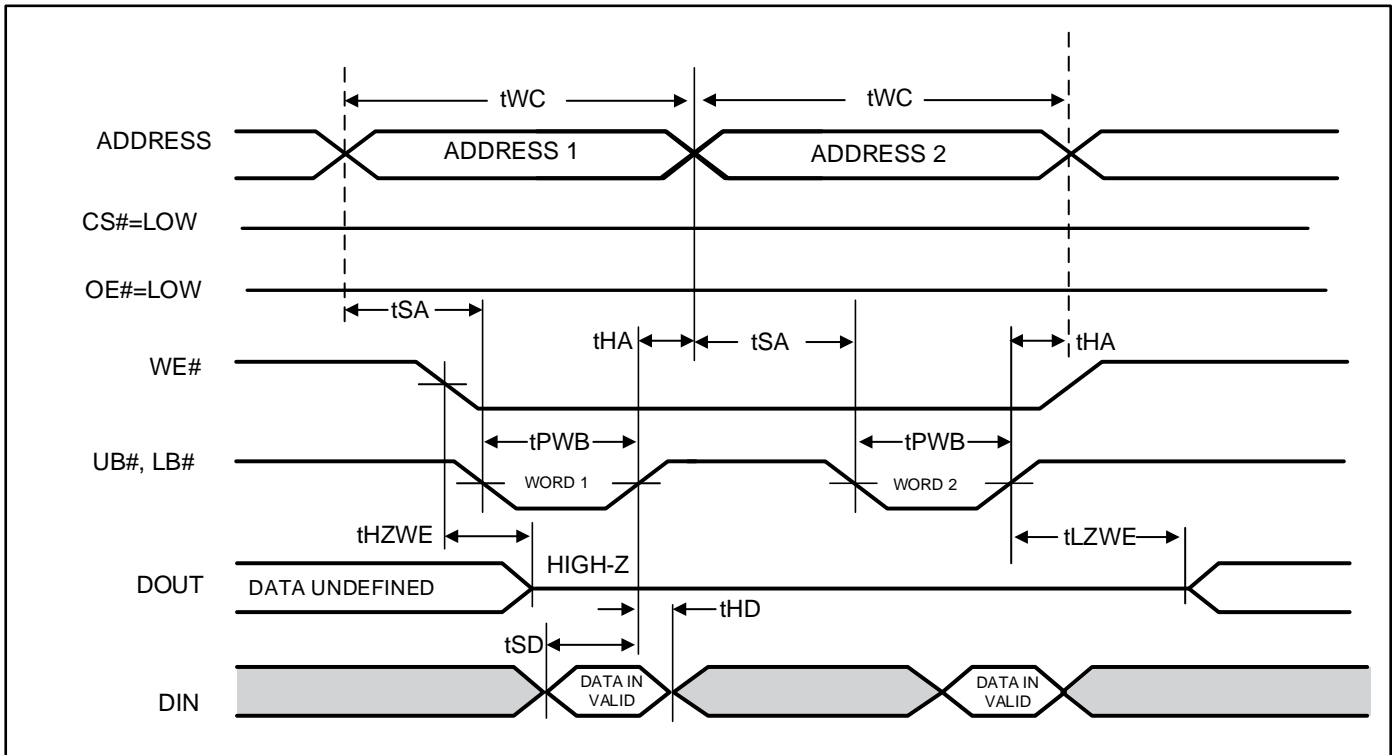 tWC tWC
ADDRESS ADDRESS 1 ADDRESS 2
CS#=LOW
OE#=LOW
tSA tHA tSA tHA
WE#
tPWB tPWB
UB#, LB# WORD 1 WORD 2
tHZWE tLZWE
HIGH-Z
DOUT DATA UNDEFINED
tHD
tSD
DIN DATA IN VALID DATA IN VALID